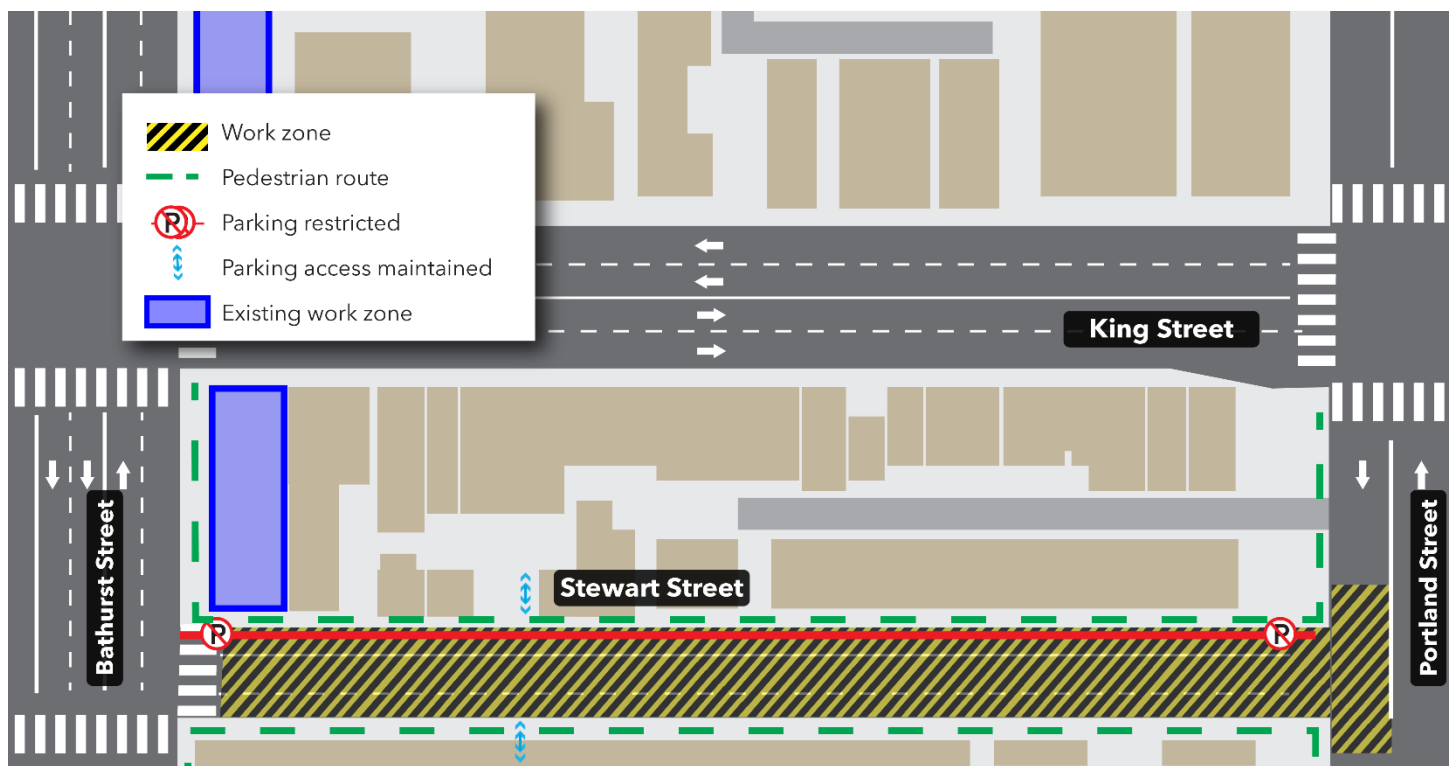 Work zone
Pedestrian route
P
Parking restricted
Parking access maintained
Existing work zone
King Street
Stewart Street
Bathurst Street
Portland Street
P
P